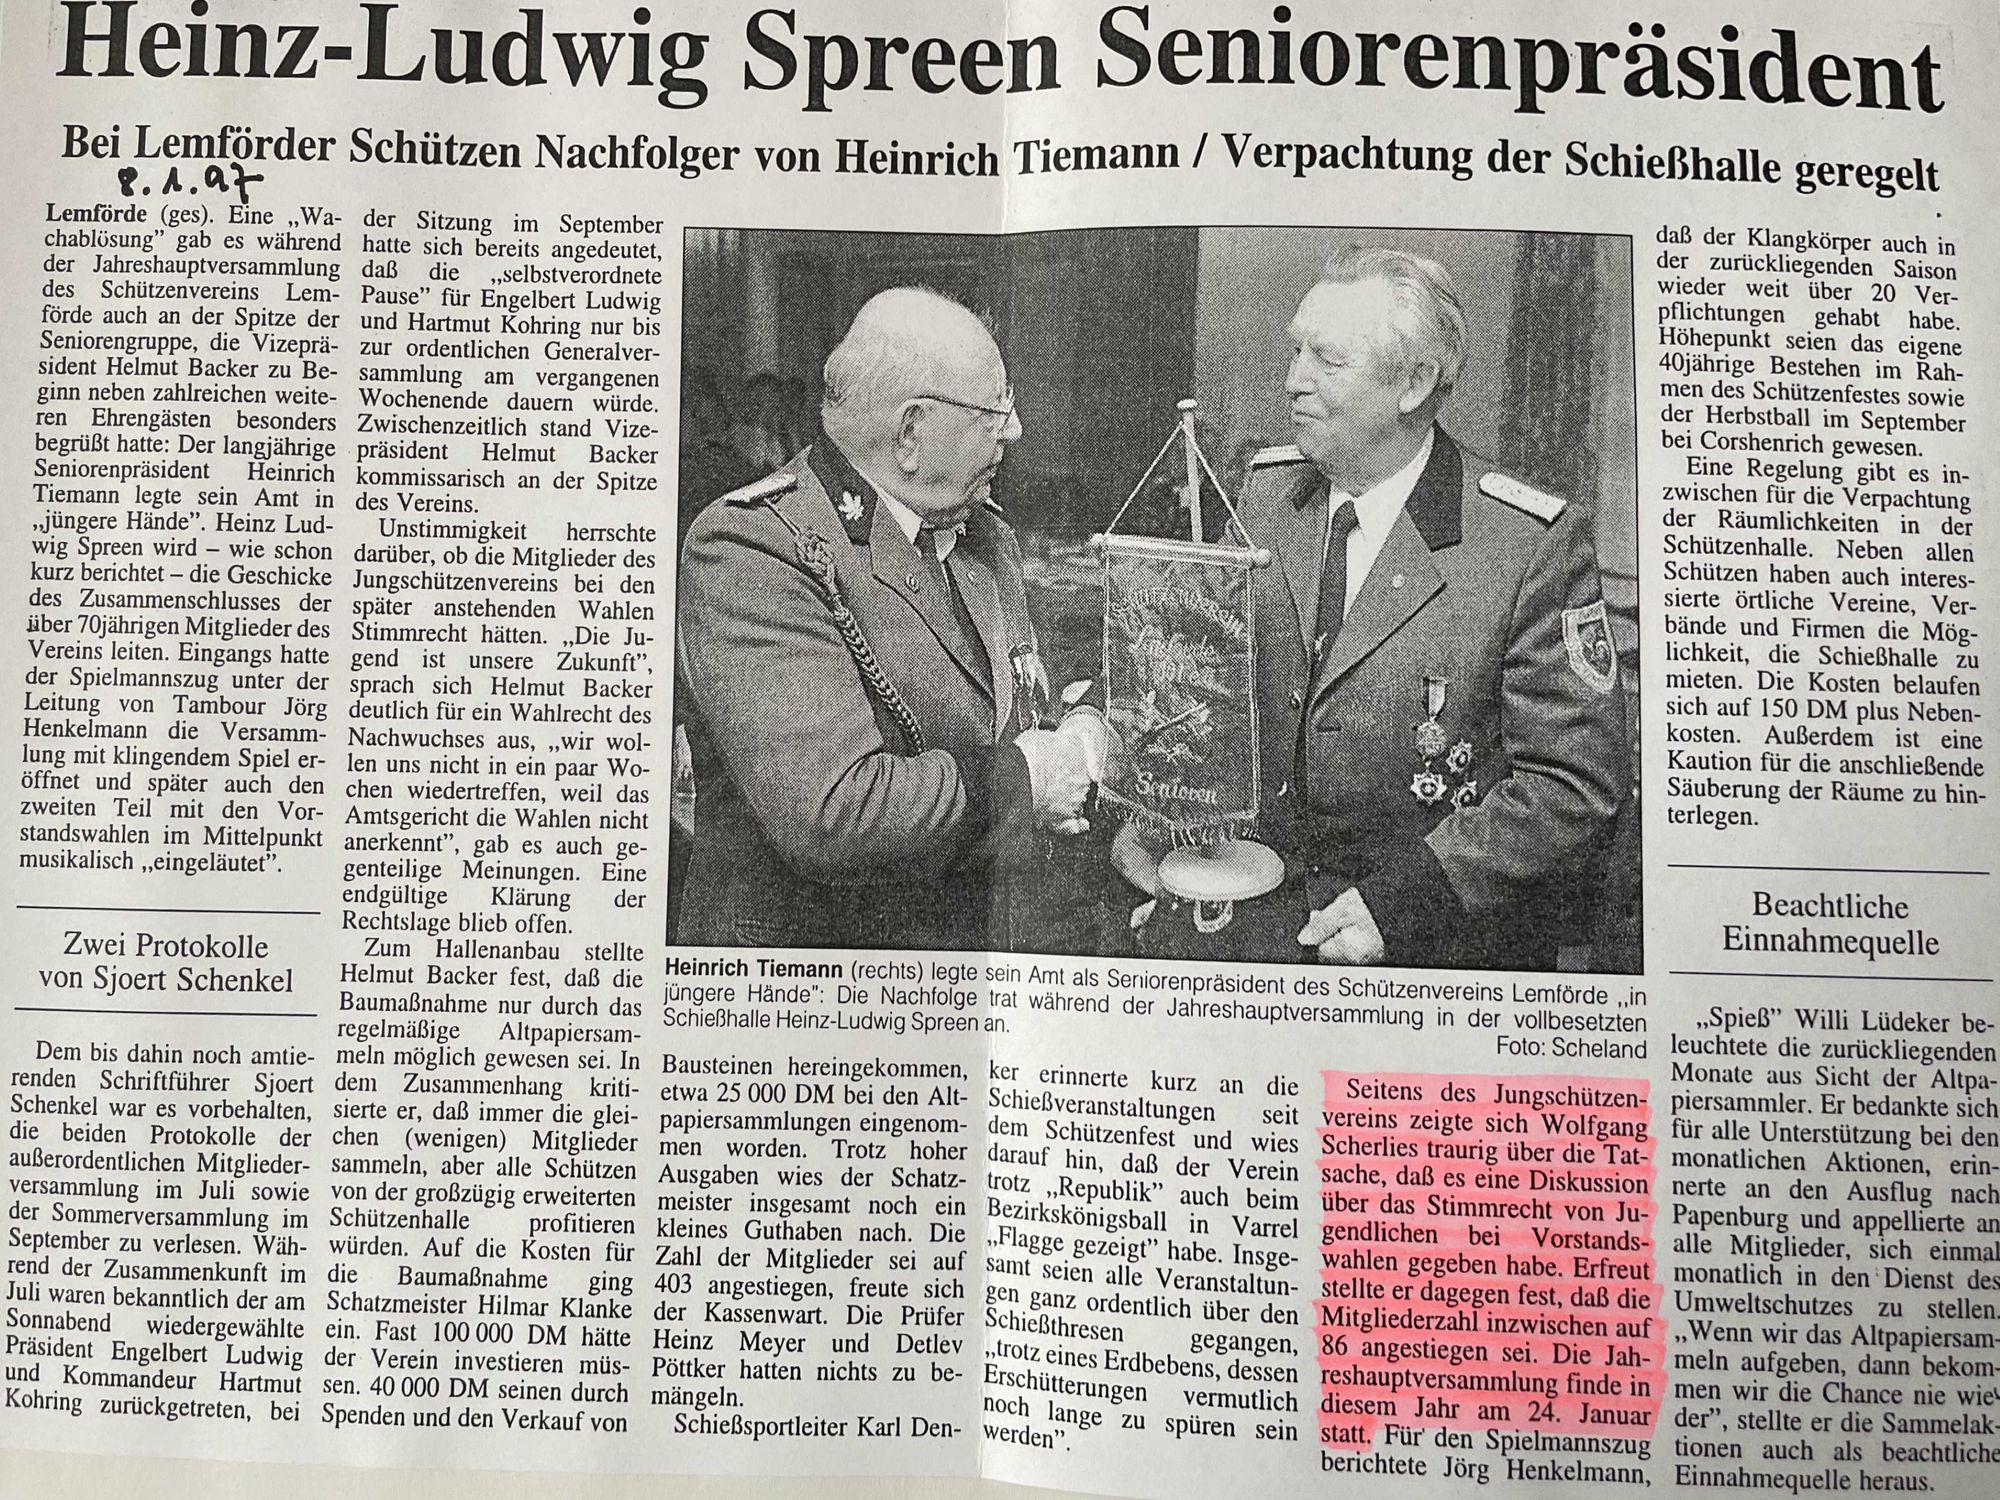 Heinz-Ludwig Spreen Seniorenpräsident
Bei Lemförder Schützen Nachfolger von Heinrich Tiemann / Verpachtung der Schießhalle geregelt
8.1.97
Lemförde (ges). Eine „Wa-
chablösung” gab es während
der Jahreshauptversammlung
des Schützenvereins Lem-
förde auch an der Spitze der
Seniorengruppe, die Vizeprä-
sident Helmut Backer zu Be-
ginn neben zahlreichen weite-
ren Ehrengästen besonders
begrüßt hatte: Der langjährige
Seniorenpräsident Heinrich
Tiemann legte sein Amt in
„jüngere Hände”. Heinz Lud-
wig Spreen wird – wie schon
kurz berichtet – die Geschicke
des Zusammenschlusses der
über 70jährigen Mitglieder des
Vereins leiten. Eingangs hatte
der Spielmannszug unter der
Leitung von Tambour Jörg
Henkelmann die Versamm-
lung mit klingendem Spiel er-
öffnet und später auch den
zweiten Teil mit den Vor-
standswahlen im Mittelpunkt
musikalisch „eingeläutet”.
Zwei Protokolle
von Sjoert Schenkel
Dem bis dahin noch amtie-
renden Schriftführer Sjoert
Schenkel war es vorbehalten,
die beiden Protokolle der
außerordentlichen Mitglieder-
versammlung im Juli sowie
der Sommerversammlung im
September zu verlesen. Wäh-
rend der Zusammenkunft im
Juli waren bekanntlich der am
Sonnabend wiedergewählte
Präsident Engelbert Ludwig
und Kommandeur Hartmut
Kohring zurückgetreten, bei
der Sitzung im September
hatte sich bereits angedeutet,
daß die „selbstverordnete
Pause” für Engelbert Ludwig
und Hartmut Kohring nur bis
zur ordentlichen Generalver-
sammlung am vergangenen
Wochenende dauern würde.
Zwischenzeitlich stand Vize-
präsident Helmut Backer
kommissarisch an der Spitze
des Vereins.
Unstimmigkeit herrschte
darüber, ob die Mitglieder des
Jungschützenvereins bei den
später anstehenden Wahlen
Stimmrecht hätten. „Die Ju-
gend ist unsere Zukunft”,
sprach sich Helmut Backer
deutlich für ein Wahlrecht des
Nachwuchses aus, „wir wol-
len uns nicht in ein paar Wo-
chen wiedertreffen, weil das
Amtsgericht die Wahlen nicht
anerkennt”, gab es auch ge-
genteilige Meinungen. Eine
endgültige Klärung der
Rechtslage blieb offen.
Zum Hallenanbau stellte
Helmut Backer fest, daß die
Baumaßnahme nur durch das
regelmäßige Altpapiersam-
meln möglich gewesen sei. In
dem Zusammenhang kriti-
sierte er, daß immer die glei-
chen (wenigen) Mitglieder
sammeln, aber alle Schützen
von der großzügig erweiterten
Schützenhalle profitieren
würden. Auf die Kosten für
die Baumaßnahme ging
Schatzmeister Hilmar Klanke
ein. Fast 100 000 DM hätte
der Verein investieren müs-
sen. 40 000 DM seinen durch
Spenden und den Verkauf von
SCHÜTZENVEREIN
Lemförde
Senioren
Heinrich Tiemann (rechts) legte sein Amt als Seniorenpräsident des Schützenvereins Lemförde „in
jüngere Hände”: Die Nachfolge trat während der Jahreshauptversammlung in der vollbesetzten
Schießhalle Heinz-Ludwig Spreen an.
Foto: Scheland
Bausteinen hereingekommen,
etwa 25 000 DM bei den Alt-
papiersammlungen eingenom-
men worden. Trotz hoher
Ausgaben wies der Schatz-
meister insgesamt noch ein
kleines Guthaben nach. Die
Zahl der Mitglieder sei auf
403 angestiegen, freute sich
der Kassenwart. Die Prüfer
Heinz Meyer und Detlev
Pöttker hatten nichts zu be-
mängeln.
Schießsportleiter Karl Den-
ker erinnerte kurz an die
Schießveranstaltungen seit
dem Schützenfest und wies
darauf hin, daß der Verein
trotz „Republik” auch beim
Bezirkskönigsball in Varrel
„Flagge gezeigt” habe. Insge-
samt seien alle Veranstaltun-
gen ganz ordentlich über den
Schießthresen gegangen,
„trotz eines Erdbebens, dessen
Erschütterungen vermutlich
noch lange zu spüren sein
werden”.
Seitens des Jungschützen-
vereins zeigte sich Wolfgang
Scherlies traurig über die Tat-
sache, daß es eine Diskussion
über das Stimmrecht von Ju-
gendlichen bei Vorstands-
wahlen gegeben habe. Erfreut
stellte er dagegen fest, daß die
Mitgliederzahl inzwischen auf
86 angestiegen sei. Die Jah-
reshauptversammlung finde in
diesem Jahr am 24. Januar
statt. Für den Spielmannszug
berichtete Jörg Henkelmann,
daß der Klangkörper auch in
der zurückliegenden Saison
wieder weit über 20 Ver-
pflichtungen gehabt habe.
Höhepunkt seien das eigene
40jährige Bestehen im Rah-
men des Schützenfestes sowie
der Herbstball im September
bei Corshenrich gewesen.
Eine Regelung gibt es in-
zwischen für die Verpachtung
der Räumlichkeiten in der
Schützenhalle. Neben allen
Schützen haben auch interes-
sierte örtliche Vereine, Ver-
bände und Firmen die Mög-
lichkeit, die Schießhalle zu
mieten. Die Kosten belaufen
sich auf 150 DM plus Neben-
kosten. Außerdem ist eine
Kaution für die anschließende
Säuberung der Räume zu hin-
terlegen.
Beachtliche
Einnahmequelle
„Spieß” Willi Lüdeker be-
leuchtete die zurückliegenden
Monate aus Sicht der Altpa-
piersammler. Er bedankte sich
für alle Unterstützung bei den
monatlichen Aktionen, erin-
nerte an den Ausflug nach
Papenburg und appellierte an
alle Mitglieder, sich einmal
monatlich in den Dienst des
Umweltschutzes zu stellen.
„Wenn wir das Altpapiersam-
meln aufgeben, dann bekom-
men wir die Chance nie wie-
der”, stellte er die Sammelak-
tionen auch als beachtliche
Einnahmequelle heraus.